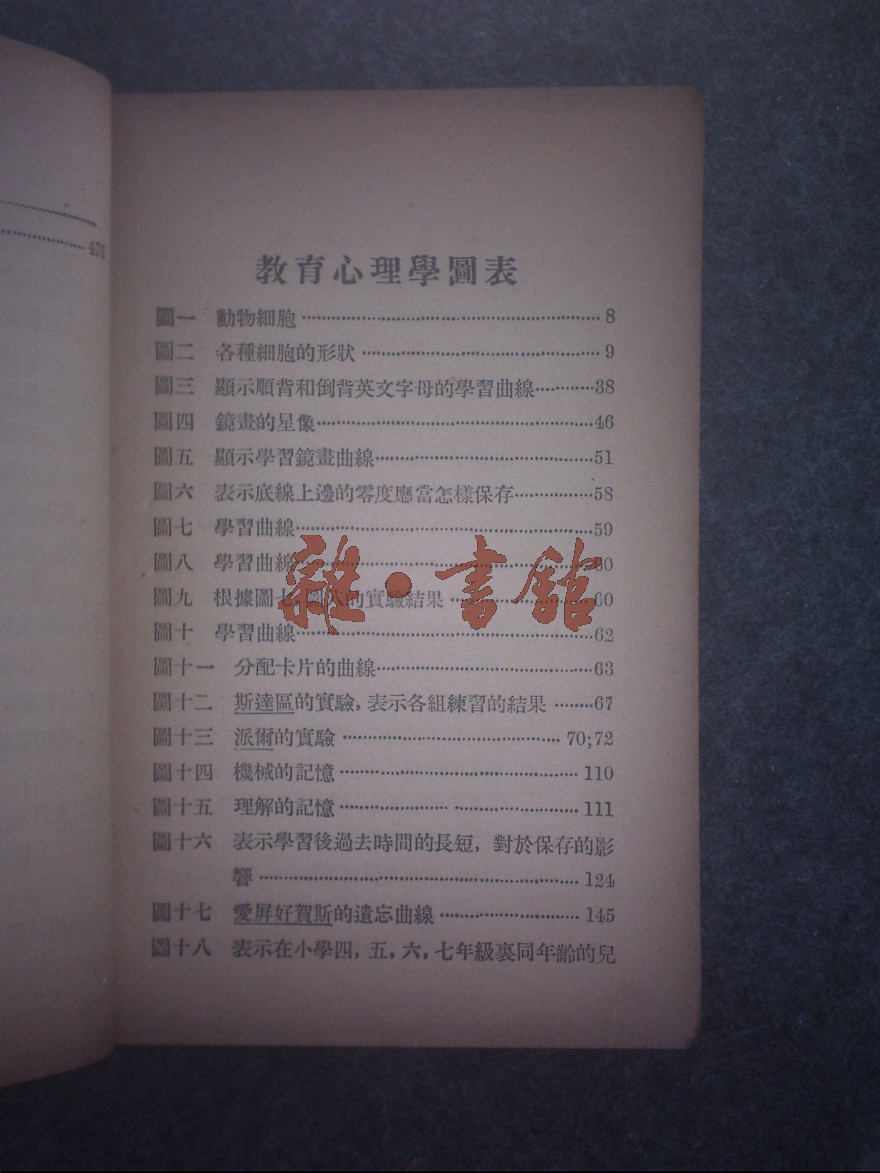 475
教育心理學圖表
圖一 動物細胞……8
圖二 各種細胞的形狀……9
圖三 顯示順背和倒背英文字母的學習曲線……38
圖四 鏡畫的星像……46
圖五 顯示學習鏡畫曲線……51
圖六 表示底線上邊的零度應當怎樣保存……58
圖七 學習曲線……59
圖八 學習曲線……60
圖九 根據圖七,圖八的實驗結果……60
圖十 學習曲線……62
圖十一 分配卡片的曲線……63
圖十二 斯達區的實驗,表示各組練習的結果……67
圖十三 派爾的實驗……70;72
圖十四 機械的記憶……110
圖十五 理解的記憶……111
圖十六 表示學習後過去時間的長短,對於保存的影
響……124
圖十七 愛屏好賀斯的遺忘曲線……145
圖十八 表示在小學四,五,六,七年級裏同年齡的兒
雜·書館